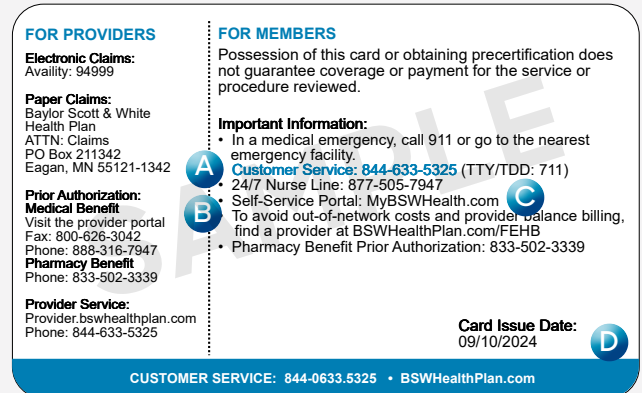 FOR PROVIDERS
Electronic Claims:
Availity: 94999
Paper Claims:
Baylor Scott & White
Health Plan
ATTN: Claims
PO Box 211342
Eagan, MN 55121-1342
Prior Authorization:
Medical Benefit
Visit the provider portal
Fax: 800-626-3042
Phone: 888-316-7947
Pharmacy Benefit
Phone: 833-502-3339
Provider Service:
Provider.bswhealthplan.com
Phone: 844-633-5325
FOR MEMBERS
Possession of this card or obtaining precertification does
not guarantee coverage or payment for the service or
procedure reviewed.
Important Information:
• In a medical emergency, call 911 or go to the nearest
emergency facility.
A Customer Service: 844-633-5325 (TTY/TDD: 711)
• 24/7 Nurse Line: 877-505-7947
B • Self-Service Portal: MyBSWHealth.com C
To avoid out-of-network costs and provider balance billing,
find a provider at BSWHealthPlan.com/FEHB
• Pharmacy Benefit Prior Authorization: 833-502-3339
Card Issue Date:
09/10/2024
D
SAMPLE
CUSTOMER SERVICE: 844-0633.5325 • BSWHealthPlan.com